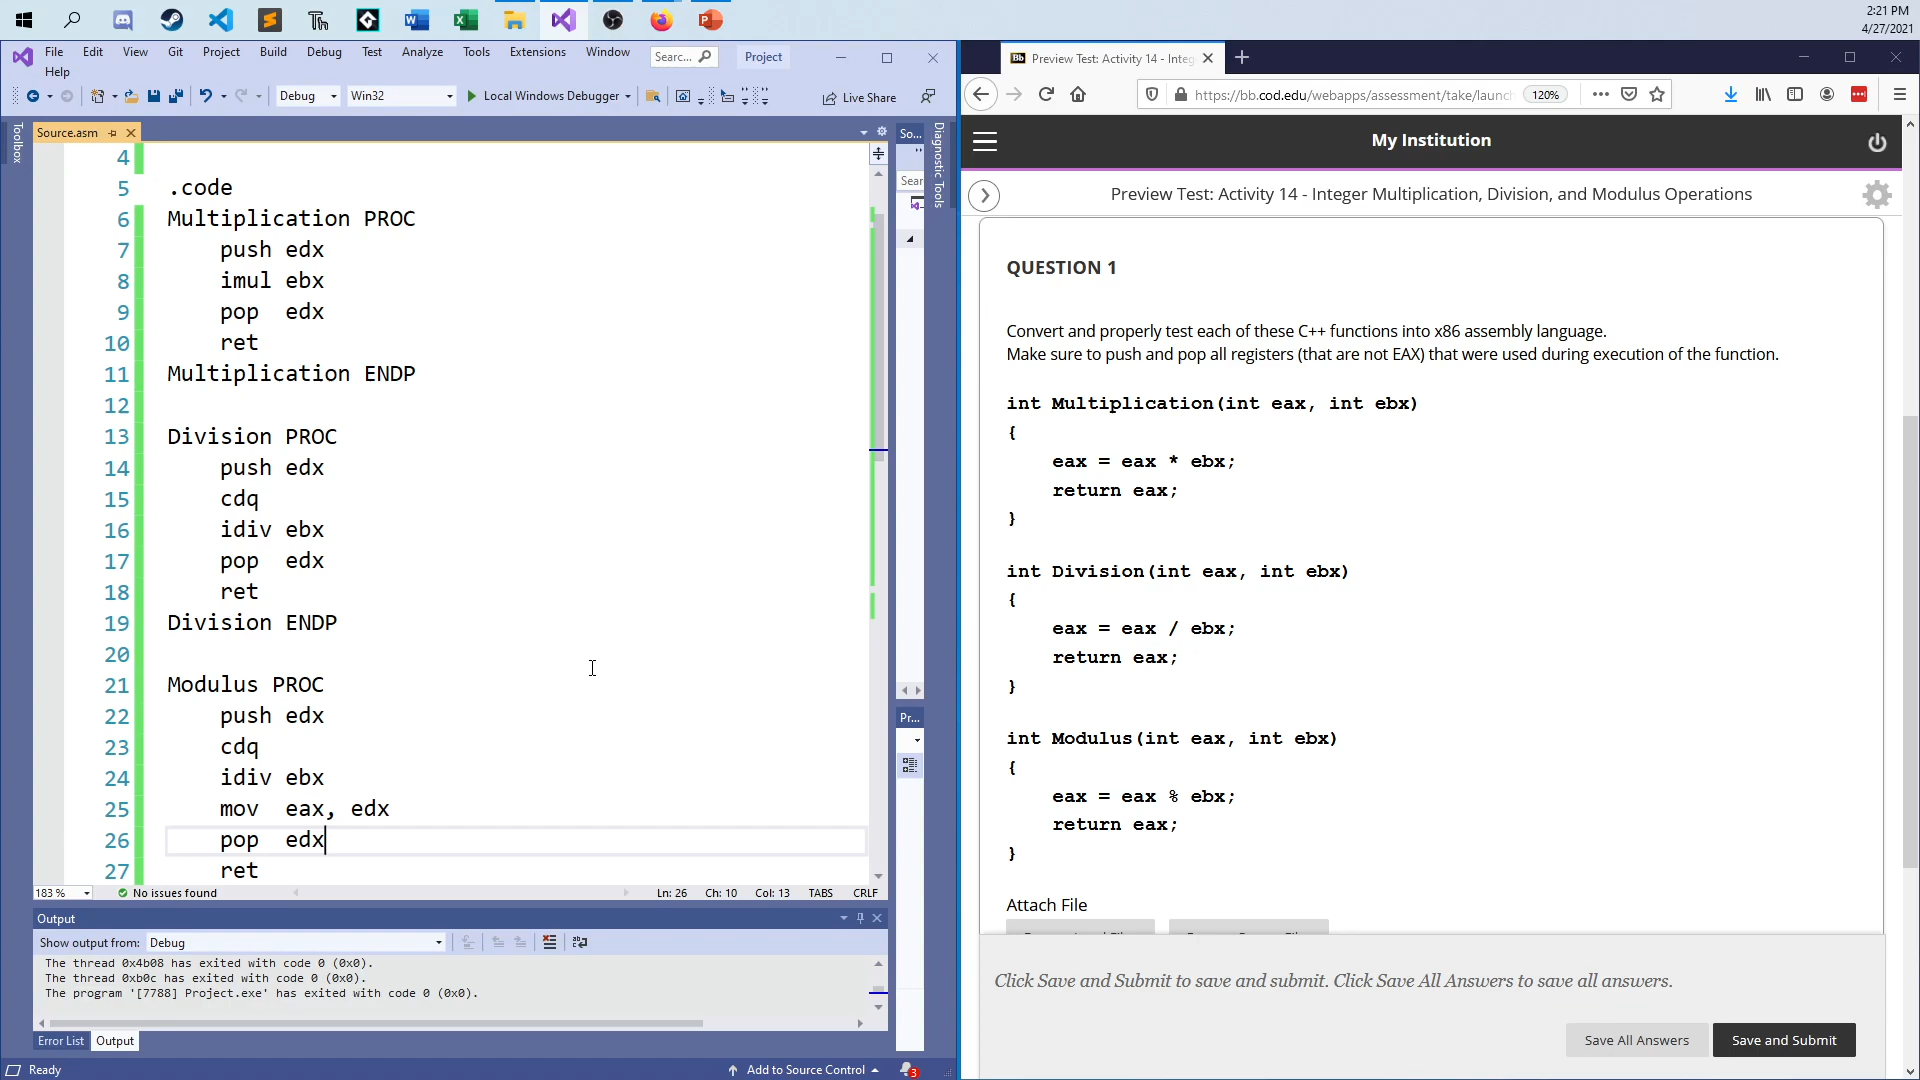 2:21 PM
4/27/2021
File Edit View Git Project Build Debug Test Analyze Tools Extensions Window
Searc...
Project
Help
Debug
Win32
Local Windows Debugger
Live Share
Toolbox
Source.asm
4
5 .code
6 Multiplication PROC
7 push edx
8 imul ebx
9 pop edx
10 ret
11 Multiplication ENDP
12
13 Division PROC
14 push edx
15 cdq
16 idiv ebx
17 pop edx
18 ret
19 Division ENDP
20
21 Modulus PROC
22 push edx
23 cdq
24 idiv ebx
25 mov eax, edx
26 pop edx
27 ret
183 %
No issues found
Ln: 26 Ch: 10 Col: 13 TABS CRLF
So...
Sear
Pr...
Diagnostic Tools
Output
Show output from: Debug
The thread 0x4b08 has exited with code 0 (0x0).
The thread 0xb0c has exited with code 0 (0x0).
The program '[7788] Project.exe' has exited with code 0 (0x0).
Error List Output
Ready
Add to Source Control
3
Bb Preview Test: Activity 14 - Integ
https://bb.cod.edu/webapps/assessment/take/launch
120%
My Institution
Preview Test: Activity 14 - Integer Multiplication, Division, and Modulus Operations
QUESTION 1
Convert and properly test each of these C++ functions into x86 assembly language.
Make sure to push and pop all registers (that are not EAX) that were used during execution of the function.
int Multiplication(int eax, int ebx)
{
eax = eax * ebx;
return eax;
}
int Division(int eax, int ebx)
{
eax = eax / ebx;
return eax;
}
int Modulus(int eax, int ebx)
{
eax = eax % ebx;
return eax;
}
Attach File
Click Save and Submit to save and submit. Click Save All Answers to save all answers.
Save All Answers
Save and Submit